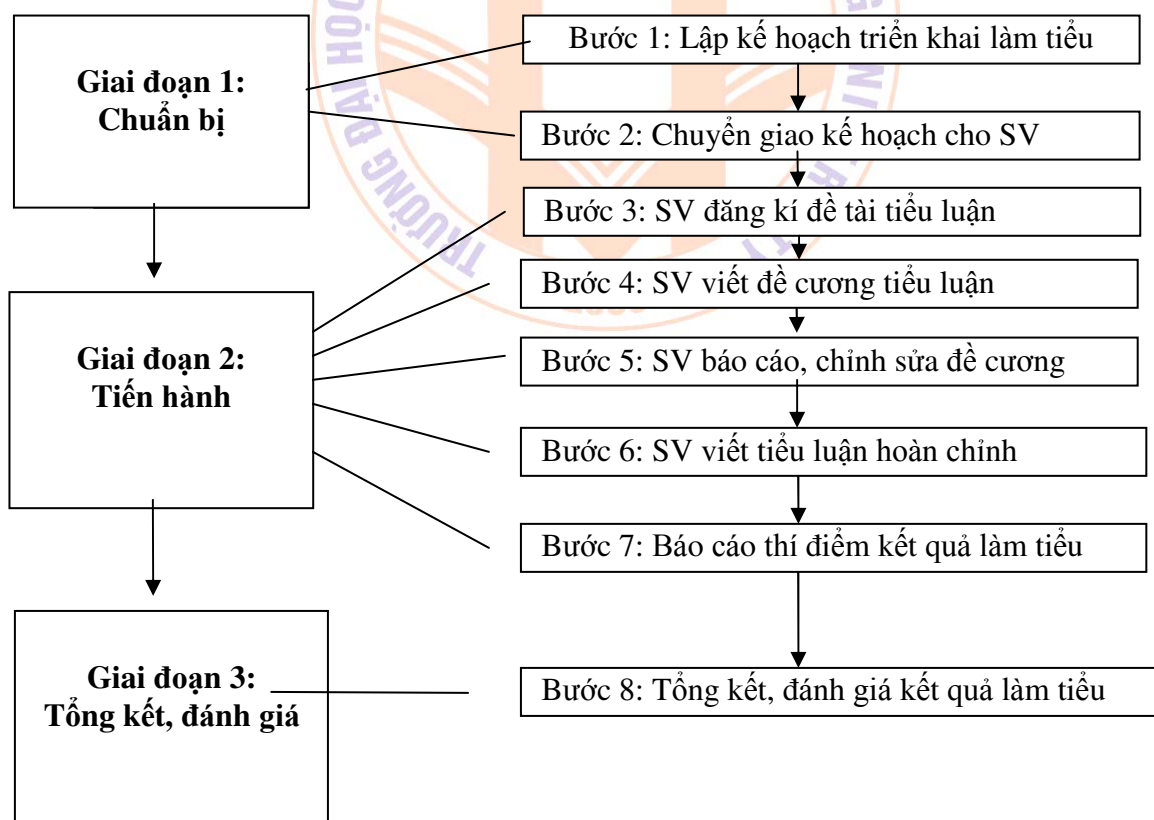 Giai đoạn 1:
Chuẩn bị
Bước 1: Lập kế hoạch triển khai làm tiểu
Bước 2: Chuyển giao kế hoạch cho SV
Bước 3: SV đăng kí đề tài tiểu luận
Bước 4: SV viết đề cương tiểu luận
Giai đoạn 2:
Tiến hành
Bước 5: SV báo cáo, chỉnh sửa đề cương
Bước 6: SV viết tiểu luận hoàn chỉnh
Bước 7: Báo cáo thí điểm kết quả làm tiểu
Giai đoạn 3:
Tổng kết, đánh giá
Bước 8: Tổng kết, đánh giá kết quả làm tiểu
TRƯỜNG ĐẠI HỌ